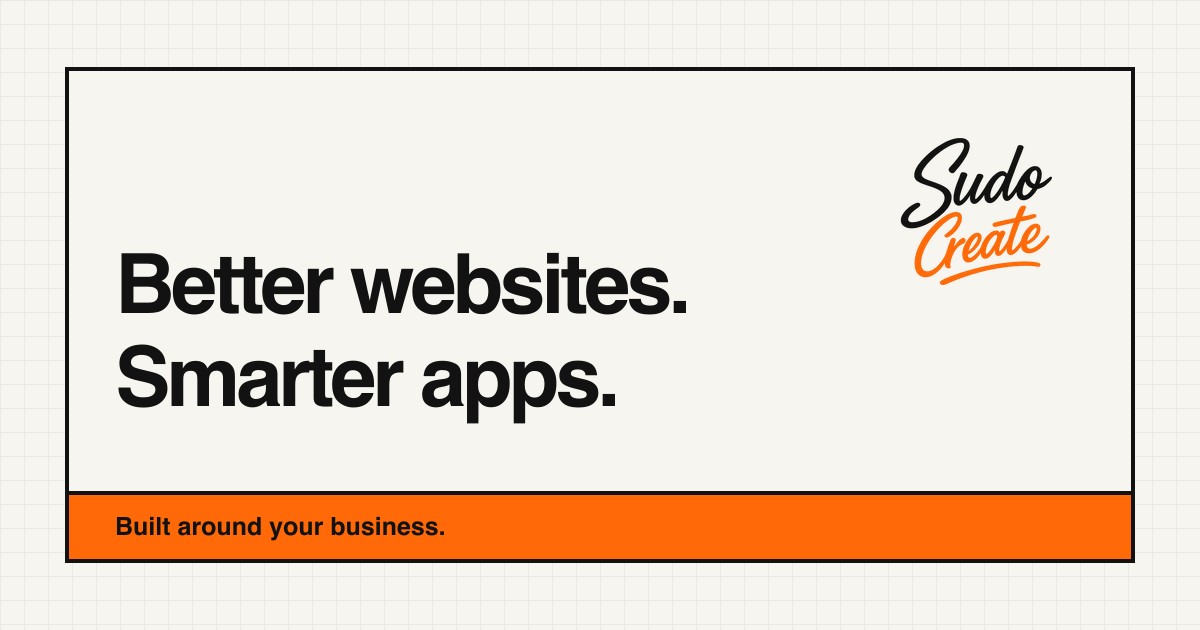 Sudo
Create
Better websites.
Smarter apps.
Built around your business.